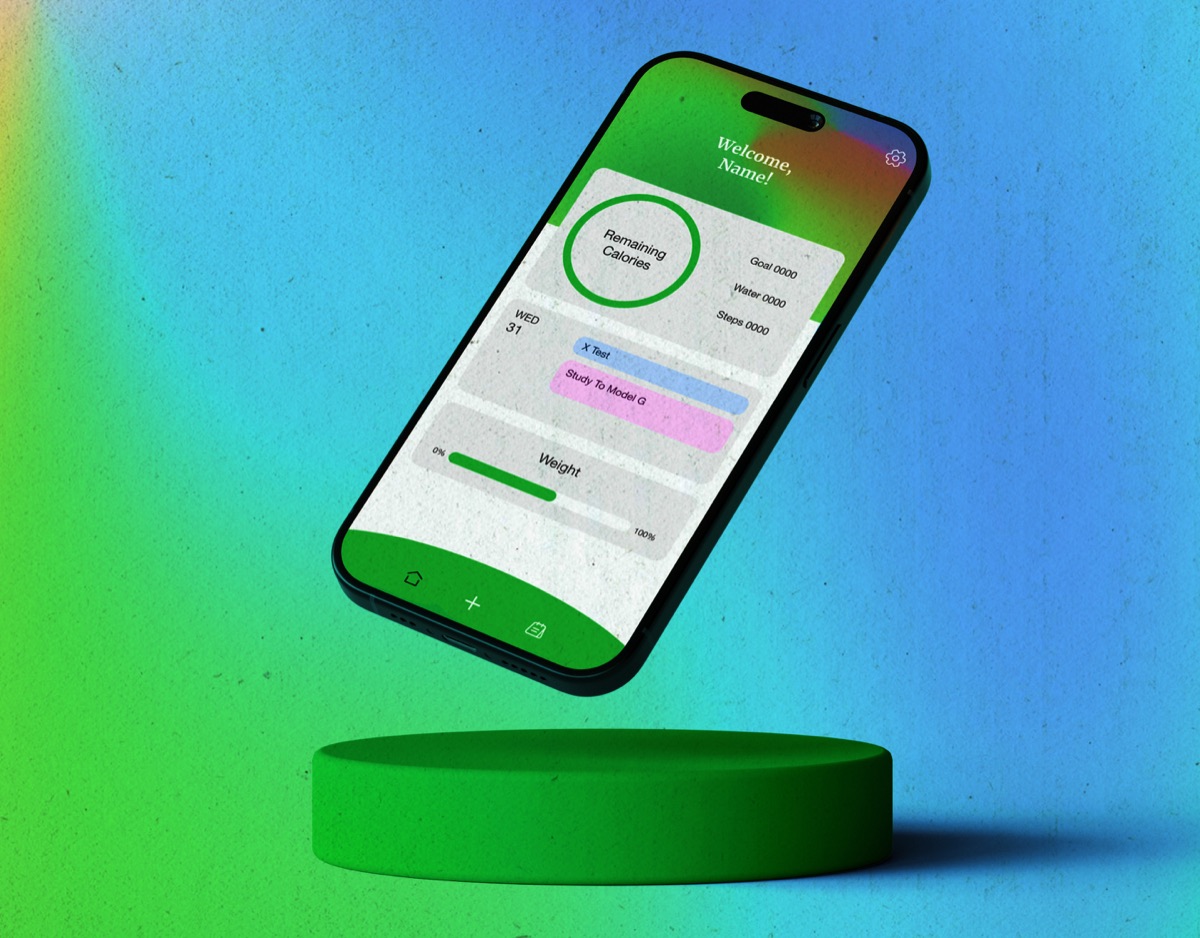 Welcome,
Name!
Remaining
Calories
Goal 0000
Water 0000
Steps 0000
WED
31
X Test
Study To Model G
Weight
0%
100%